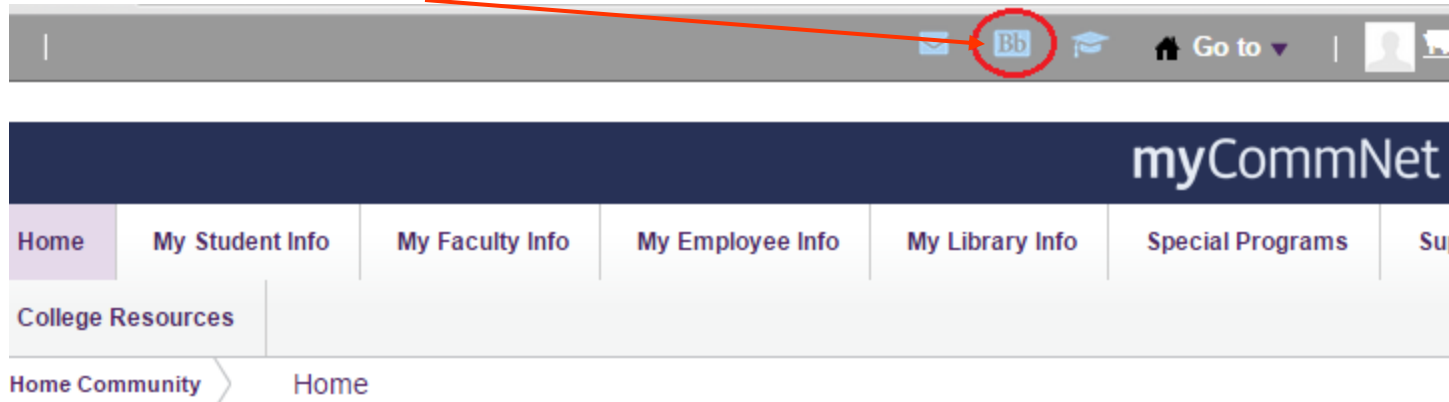 | Bb Go to |
myCommNet
Home My Student Info My Faculty Info My Employee Info My Library Info Special Programs
College Resources
Home Community Home